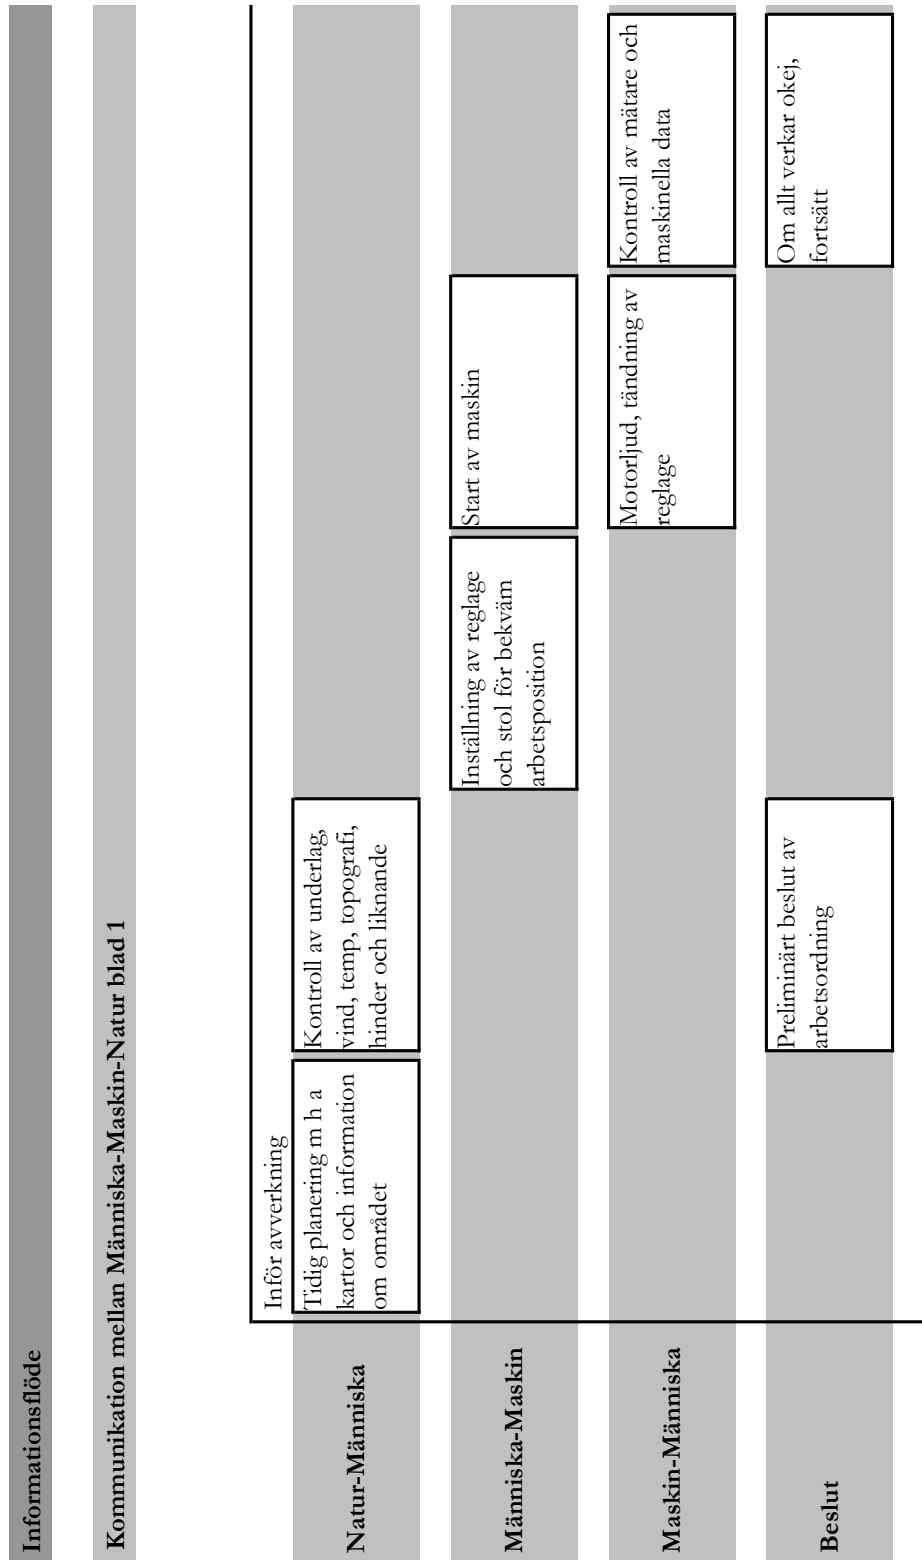 Informationsflöde
Kommunikation mellan Människa-Maskin-Natur blad 1
Inför avverkning
Natur-Människa
Tidig planering m h a
kartor och information
om området
Kontroll av underlag,
vind, temp, topografi,
hinder och liknande
Människa-Maskin
Inställning av reglage
och stol för bekväm
arbetsposition
Start av maskin
Maskin-Människa
Motorljud, tändning av
reglage
Kontroll av mätare och
maskinella data
Beslut
Preliminärt beslut av
arbetsordning
Om allt verkar okej,
fortsätt